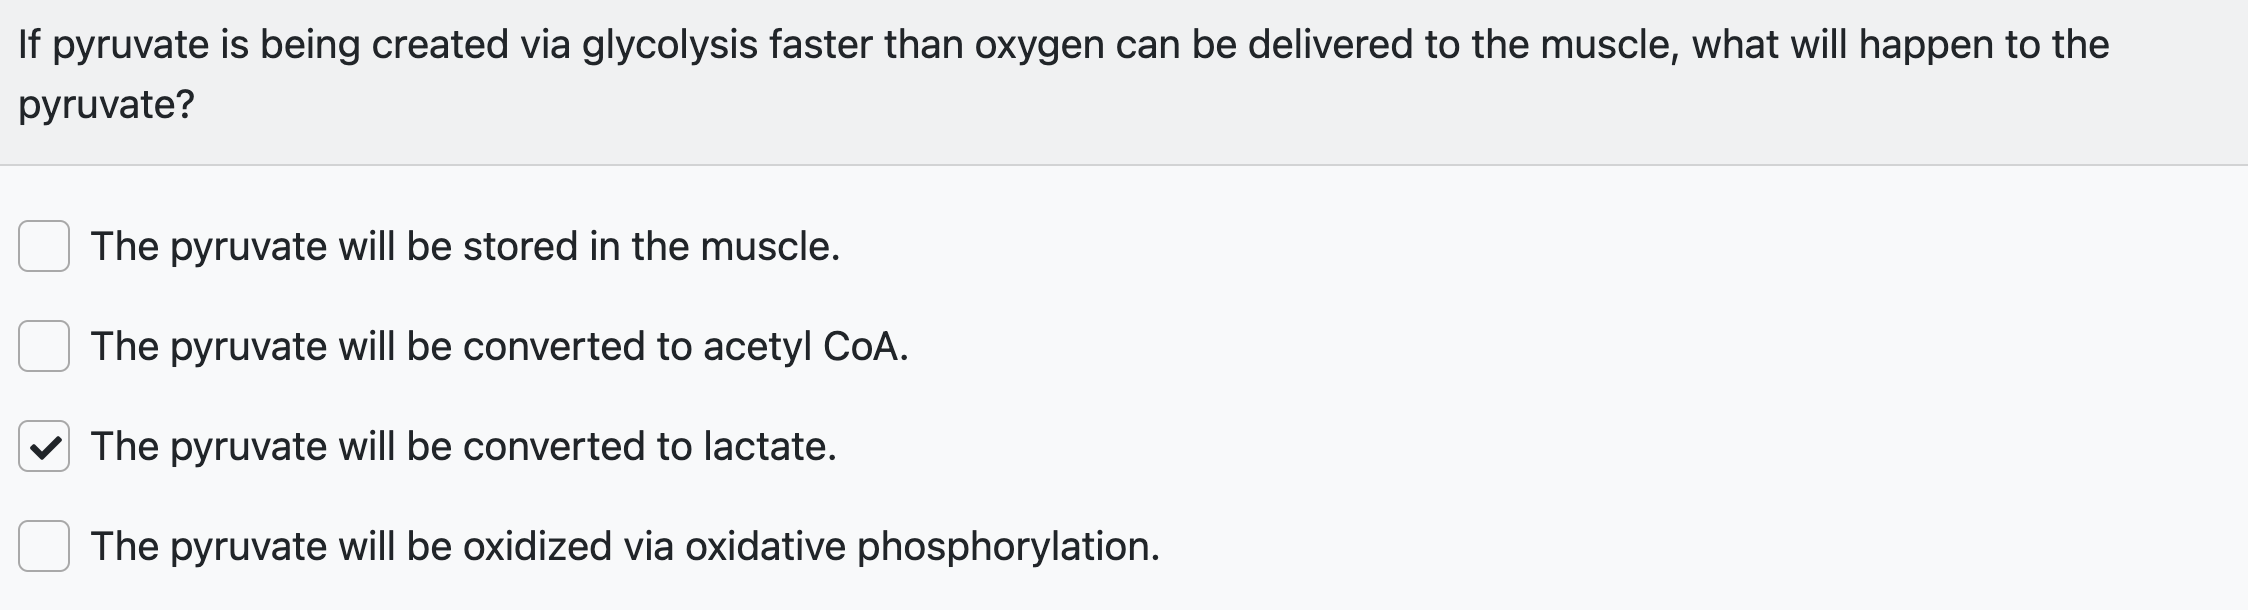 If pyruvate is being created via glycolysis faster than oxygen can be delivered to the muscle, what will happen to the
pyruvate?
The pyruvate will be stored in the muscle.
The pyruvate will be converted to acetyl CoA.
The pyruvate will be converted to lactate.
The pyruvate will be oxidized via oxidative phosphorylation.